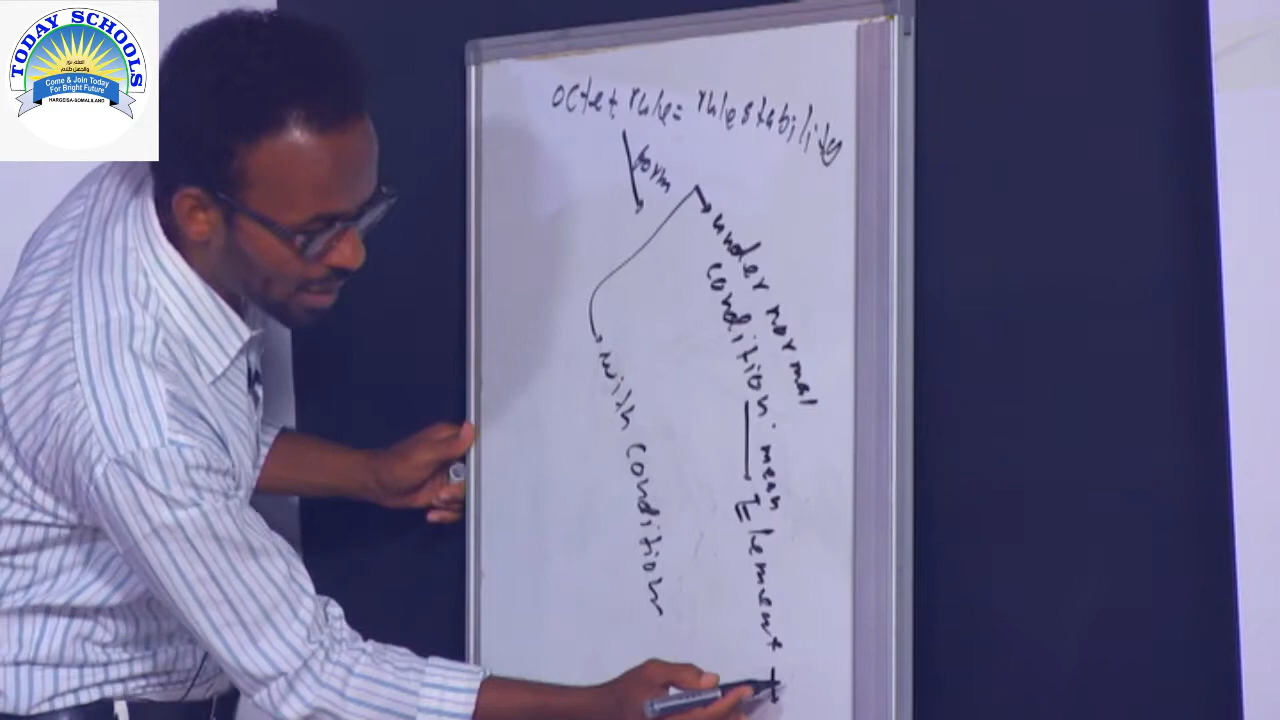 TODAY SCHOOLS
Come & Join Today
For Bright Future
HARGEISA-SOMALILAND
octet rule= rule stability
form
under normal
condition. mean
Element
with condition